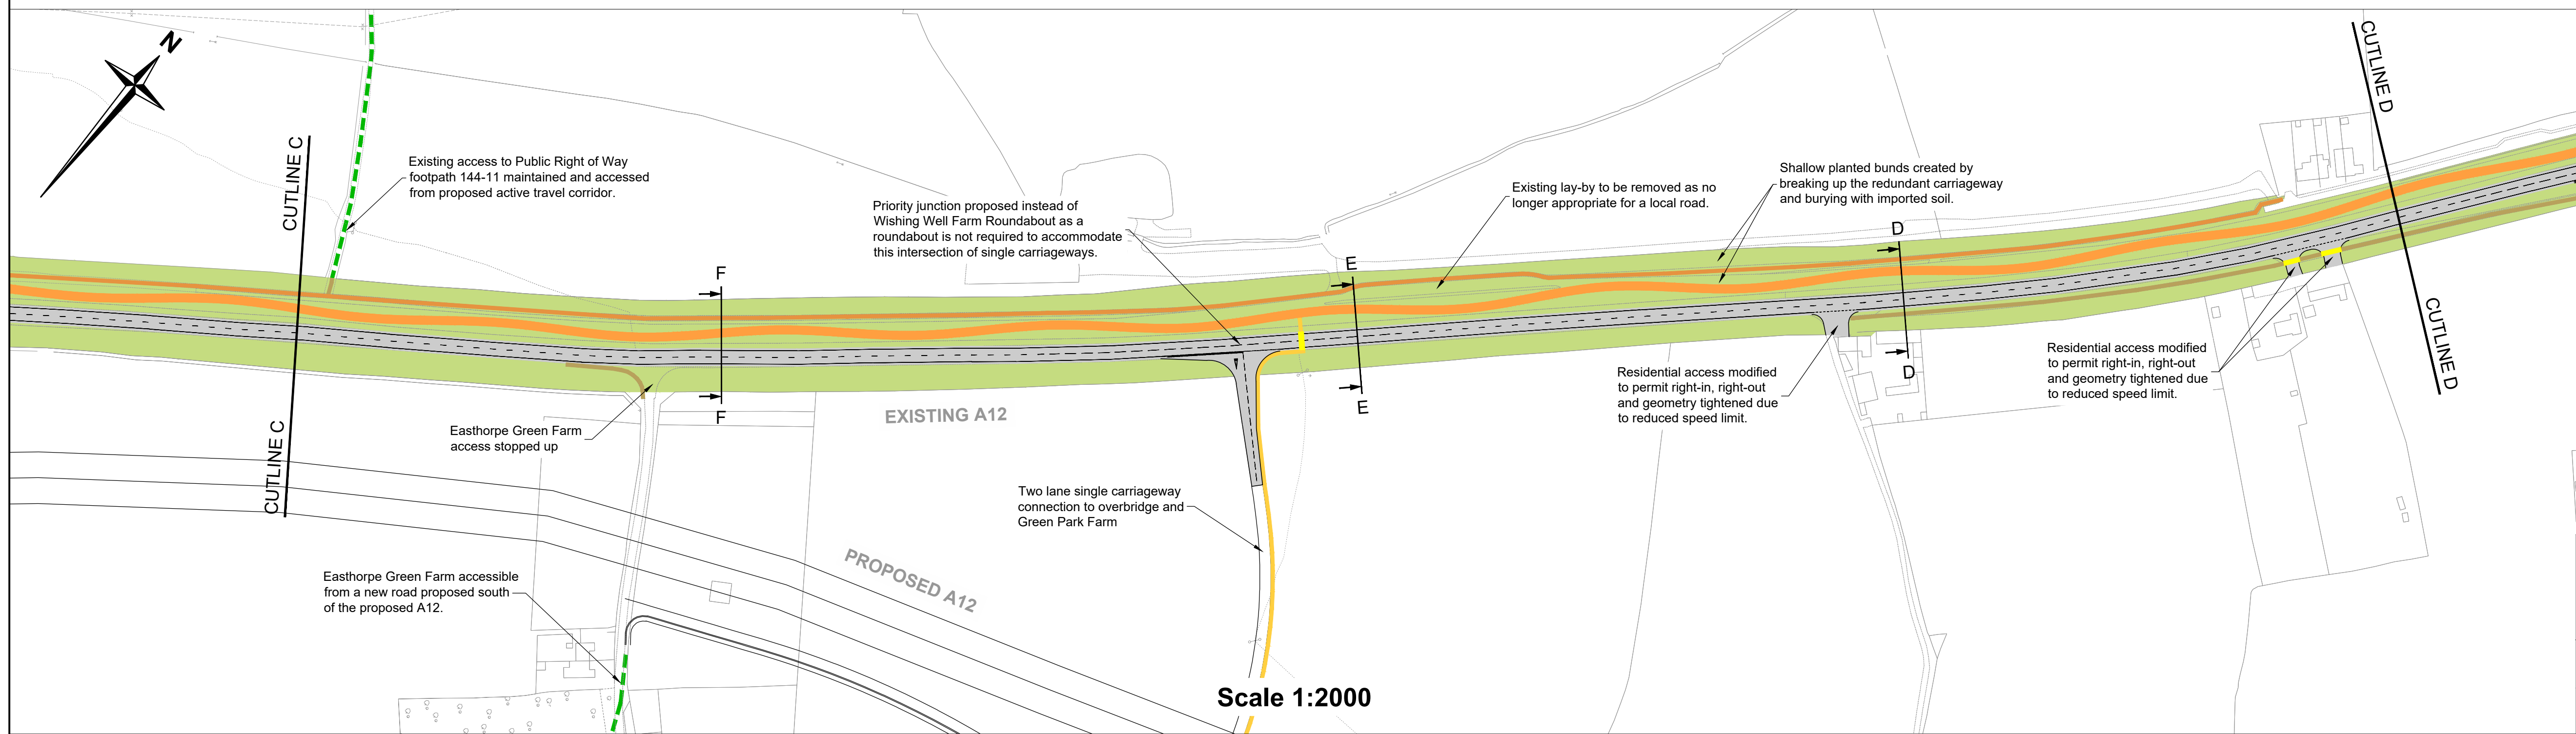 N
CUTLINE C
CUTLINE C
Existing access to Public Right of Way
footpath 144-11 maintained and accessed
from proposed active travel corridor.
F
F
Easthorpe Green Farm
access stopped up
EXISTING A12
Priority junction proposed instead of
Wishing Well Farm Roundabout as a
roundabout is not required to accommodate
this intersection of single carriageways.
E
E
Existing lay-by to be removed as no
longer appropriate for a local road.
Shallow planted bunds created by
breaking up the redundant carriageway
and burying with imported soil.
D
D
Residential access modified
to permit right-in, right-out
and geometry tightened due
to reduced speed limit.
Residential access modified
to permit right-in, right-out
and geometry tightened due
to reduced speed limit.
CUTLINE D
CUTLINE D
Two lane single carriageway
connection to overbridge and
Green Park Farm
PROPOSED A12
Easthorpe Green Farm accessible
from a new road proposed south
of the proposed A12.
Scale 1:2000